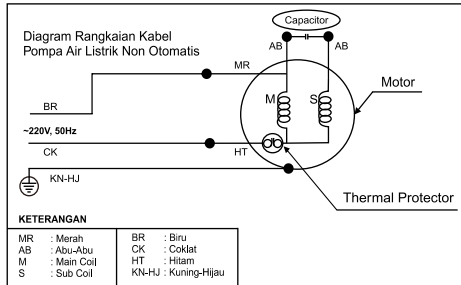 Diagram Rangkaian Kabel
Pompa Air Listrik Non Otomatis
Capacitor
AB
AB
MR
Motor
M
S
BR
~220V, 50Hz
CK
HT
KN-HJ
Thermal Protector
KETERANGAN
MR : Merah
AB : Abu-Abu
M : Main Coil
S : Sub Coil
BR : Biru
CK : Coklat
HT : Hitam
KN-HJ : Kuning-Hijau